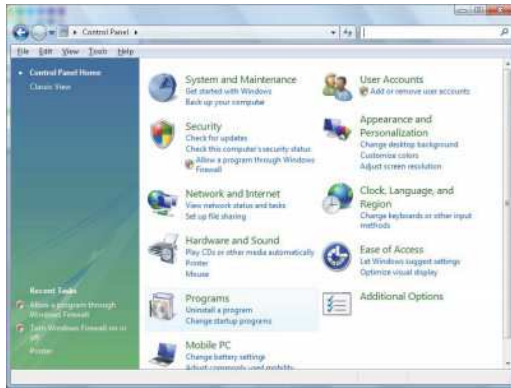 Control Panel
File Edit View Tools Help
Control Panel Home
Classic View
System and Maintenance
Get started with Windows
Back up your computer
Security
Check for updates
Check this computer's security status
Allow a program through Windows
Firewall
Network and Internet
View network status and tasks
Set up file sharing
Hardware and Sound
Play CDs or other media automatically
Printer
Mouse
Programs
Uninstall a program
Change startup programs
Mobile PC
Change battery settings
Adjust commonly used mobility
User Accounts
Add or remove user accounts
Appearance and
Personalization
Change desktop background
Customize colors
Adjust screen resolution
Clock, Language, and
Region
Change keyboards or other input
methods
Ease of Access
Let Windows suggest settings
Optimize visual display
Additional Options
Recent Tasks
Allow a program through
Windows Firewall
Turn Windows Firewall on or
off
Printer